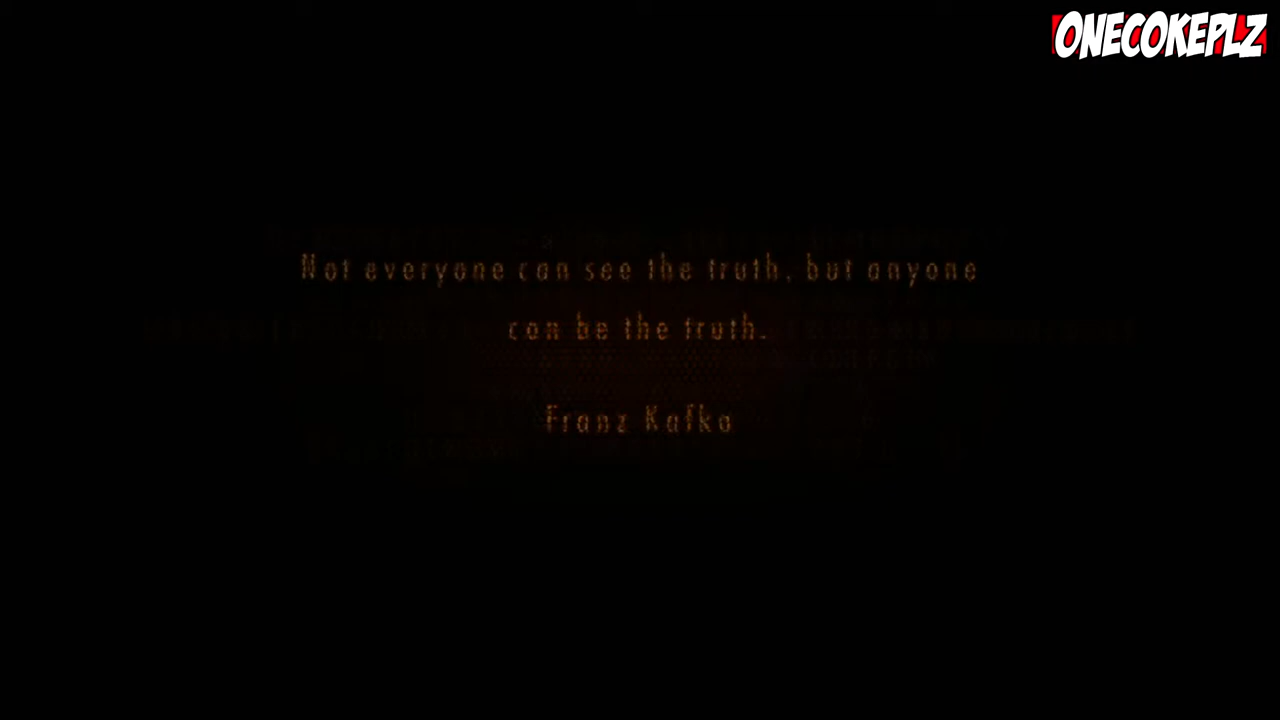 ONECOKEPLZ
Not everyone can see the truth, but anyone
can be the truth.
Franz Kafka